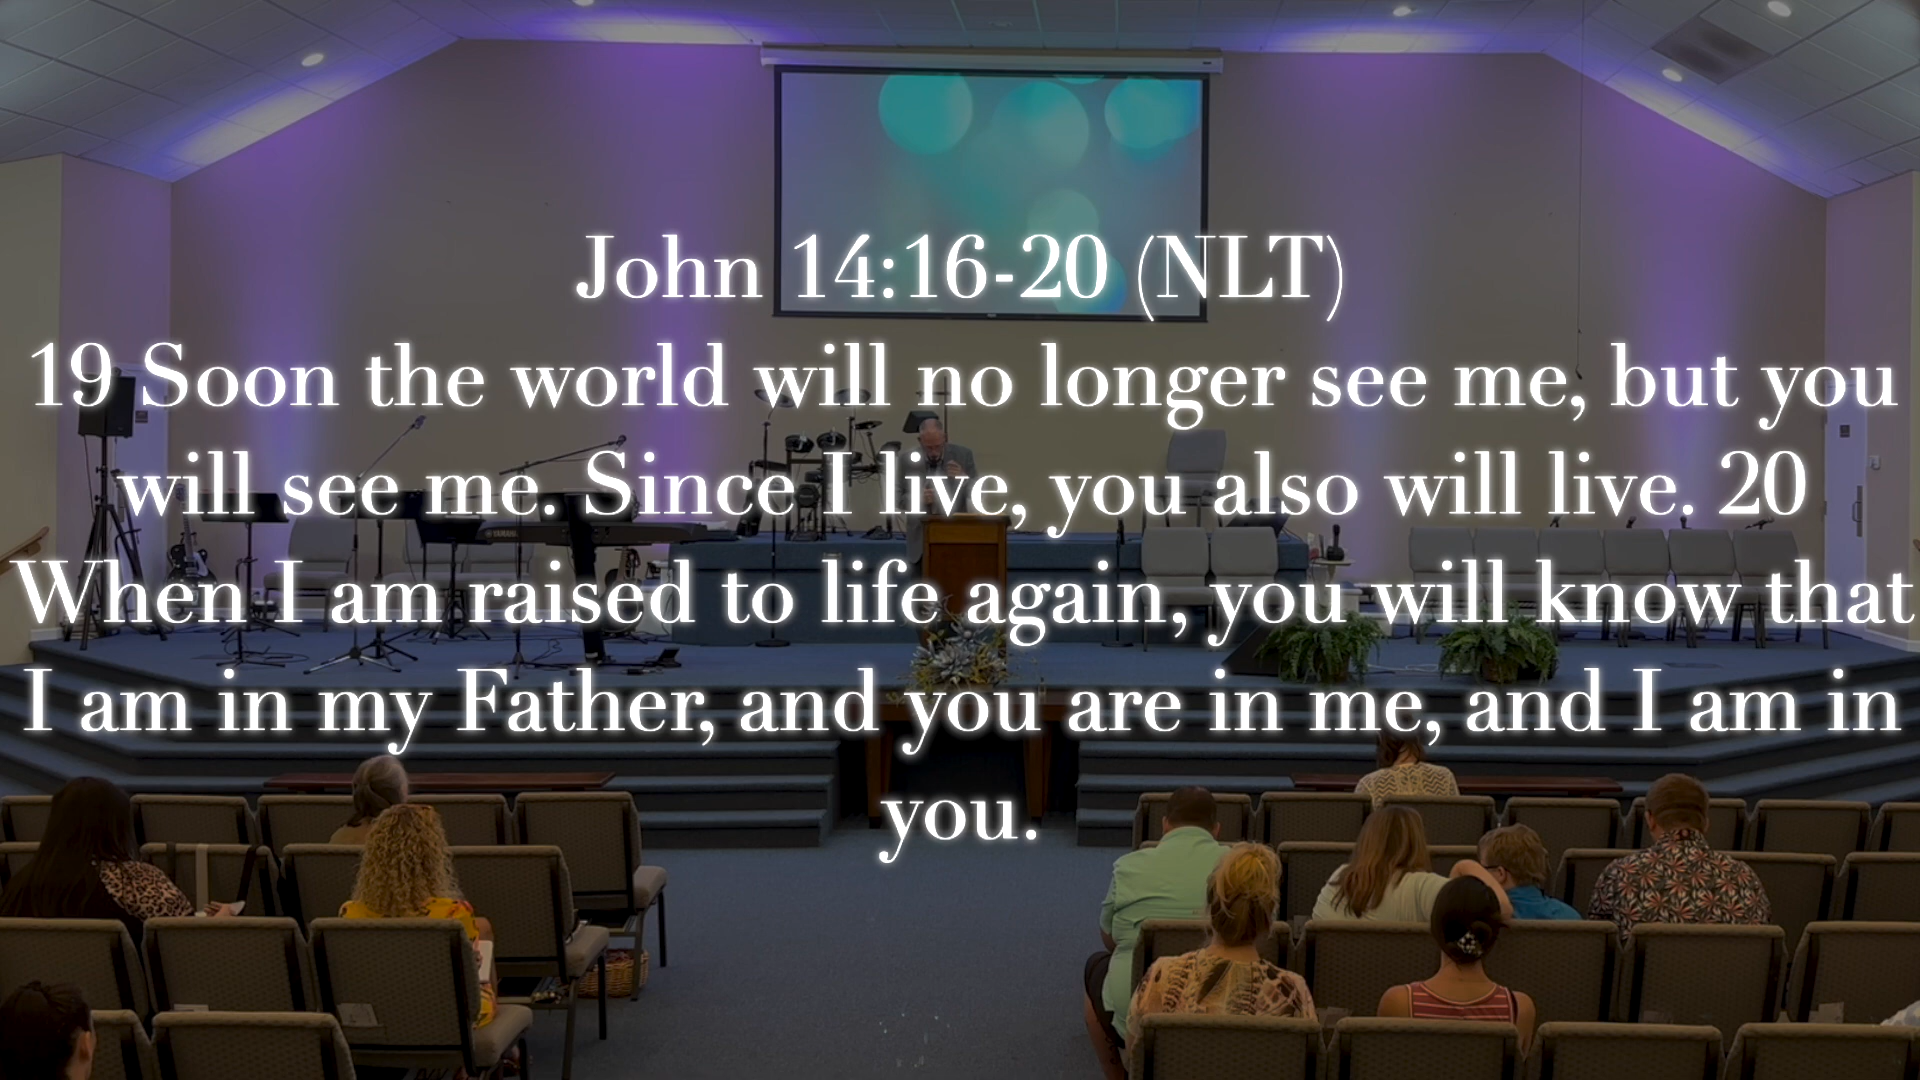 John 14:16-20 (NLT)
19 Soon the world will no longer see me, but you
will see me. Since I live, you also will live. 20
When I am raised to life again, you will know that
I am in my Father, and you are in me, and I am in
you.
YAMAHA